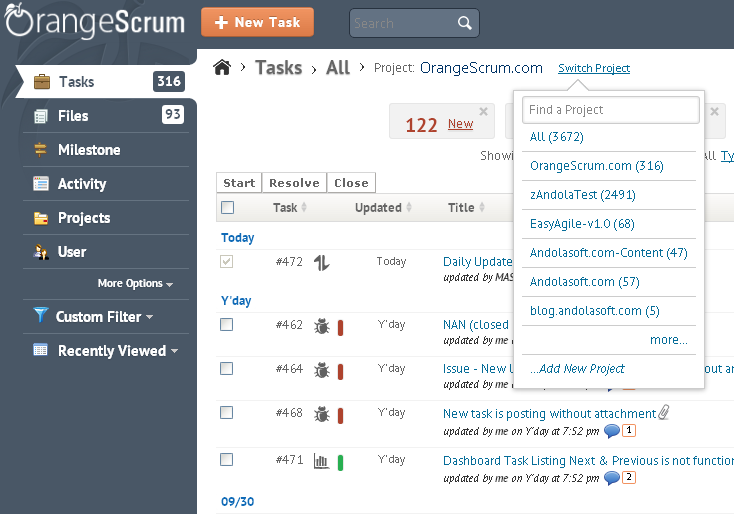 OrangeScrum
+ New Task
Search
Tasks 316
Files 93
Milestone
Activity
Projects
User
More Options
Custom Filter
Recently Viewed
> Tasks > All > Project: OrangeScrum.com Switch Project
Find a Project
All (3672)
OrangeScrum.com (316)
zAndolaTest (2491)
EasyAgile-v1.0 (68)
Andolasoft.com-Content (47)
Andolasoft.com (57)
blog.andolasoft.com (5)
more...
...Add New Project
122 New
Showi
All Ty
Start Resolve Close
Task Updated Title
Today
#472 Today Daily Update
updated by MAS
Y'day
#462 Y'day NAN (closed
updated by me
#464 Y'day Issue - New U
out an
updated by me
#468 Y'day New task is posting without attachment
updated by me on Y'day at 7:52 pm 1
#471 Y'day Dashboard Task Listing Next & Previous is not function
updated by me on Y'day at 7:52 pm 2
09/30